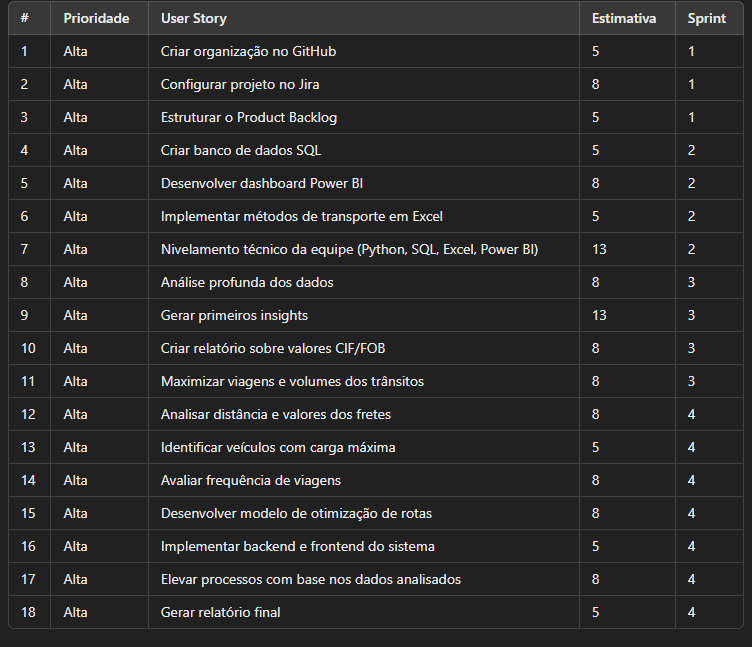 # Prioridade User Story Estimativa Sprint
1 Alta Criar organização no GitHub 5 1
2 Alta Configurar projeto no Jira 8 1
3 Alta Estruturar o Product Backlog 5 1
4 Alta Criar banco de dados SQL 5 2
5 Alta Desenvolver dashboard Power BI 8 2
6 Alta Implementar métodos de transporte em Excel 5 2
7 Alta Nivelamento técnico da equipe (Python, SQL, Excel, Power BI) 13 2
8 Alta Análise profunda dos dados 8 3
9 Alta Gerar primeiros insights 13 3
10 Alta Criar relatório sobre valores CIF/FOB 8 3
11 Alta Maximizar viagens e volumes dos trânsitos 8 3
12 Alta Analisar distância e valores dos fretes 8 4
13 Alta Identificar veículos com carga máxima 5 4
14 Alta Avaliar frequência de viagens 8 4
15 Alta Desenvolver modelo de otimização de rotas 8 4
16 Alta Implementar backend e frontend do sistema 5 4
17 Alta Elevar processos com base nos dados analisados 8 4
18 Alta Gerar relatório final 5 4